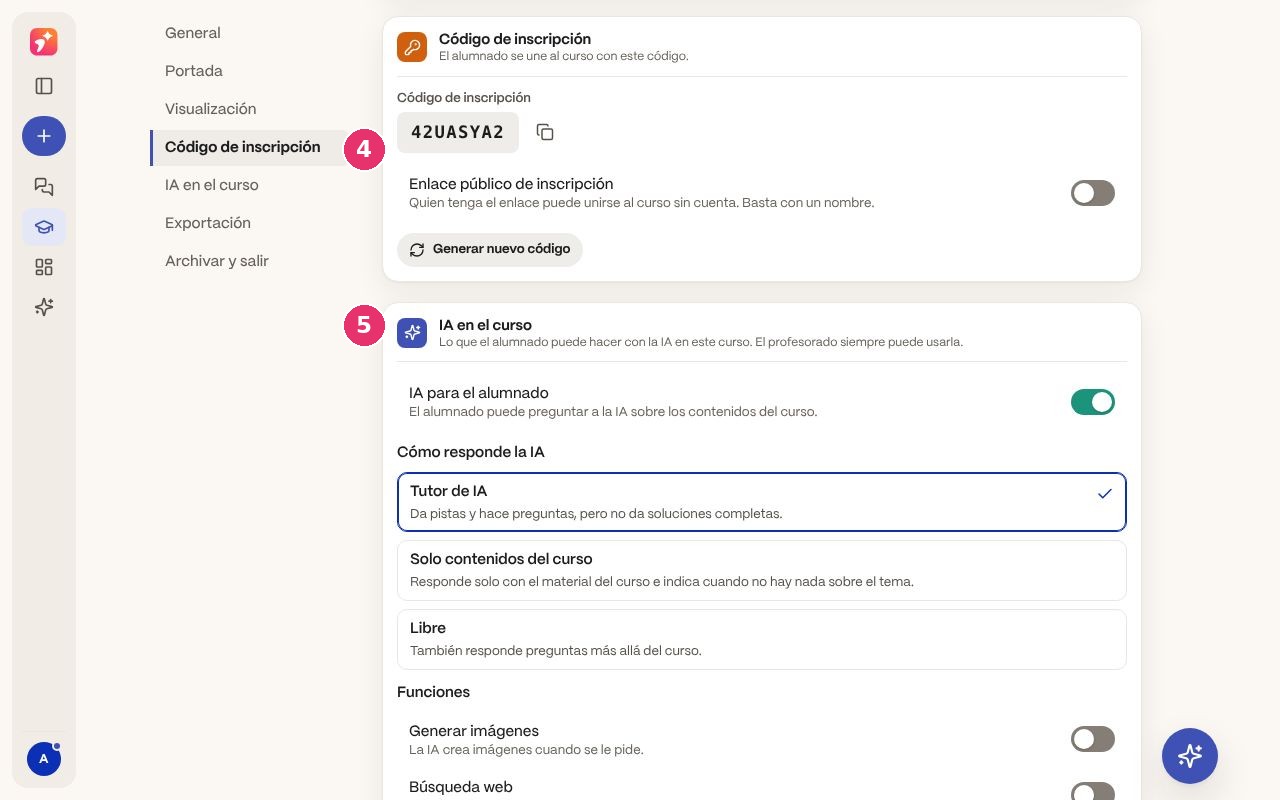 General
Portada
Visualización
Código de inscripción
4
IA en el curso
Exportación
Archivar y salir
Código de inscripción
El alumnado se une al curso con este código.
Código de inscripción
42UASYA2
Enlace público de inscripción
Quien tenga el enlace puede unirse al curso sin cuenta. Basta con un nombre.
Generar nuevo código
5
IA en el curso
Lo que el alumnado puede hacer con la IA en este curso. El profesorado siempre puede usarla.
IA para el alumnado
El alumnado puede preguntar a la IA sobre los contenidos del curso.
Cómo responde la IA
Tutor de IA
Da pistas y hace preguntas, pero no da soluciones completas.
Solo contenidos del curso
Responde solo con el material del curso e indica cuando no hay nada sobre el tema.
Libre
También responde preguntas más allá del curso.
Funciones
Generar imágenes
La IA crea imágenes cuando se le pide.
Búsqueda web
A